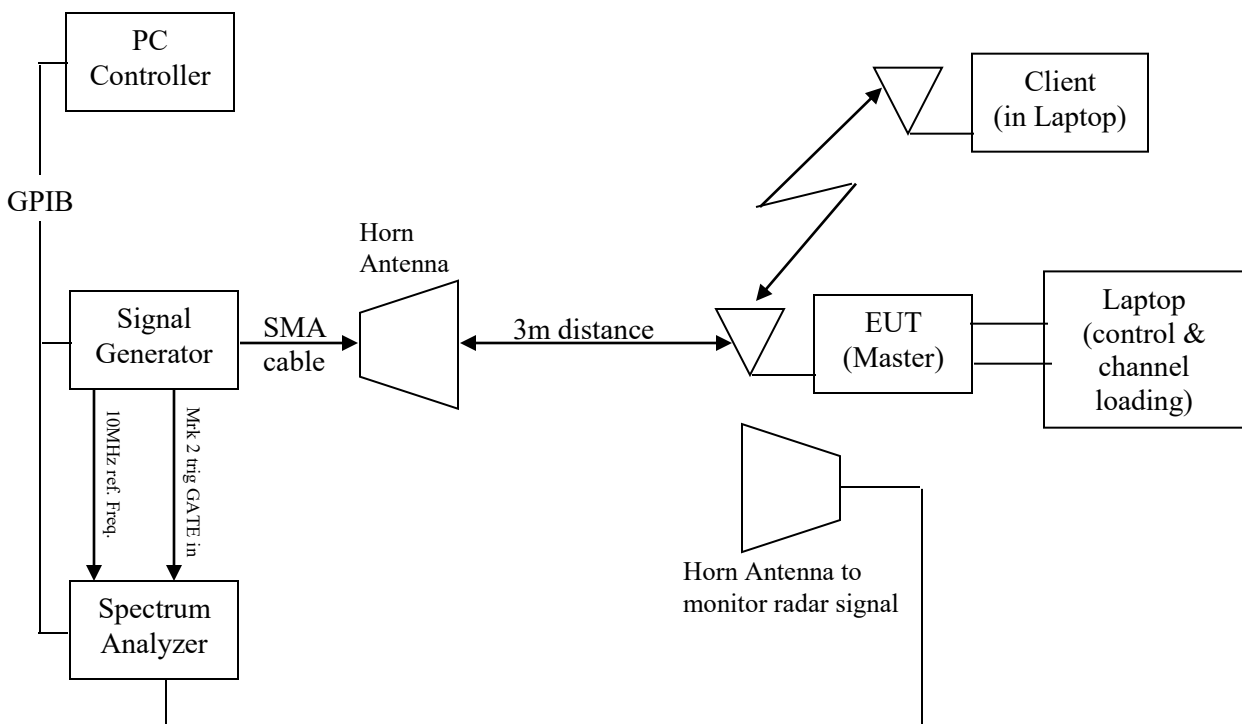 PC
Controller
Client
(in Laptop)
GPIB
Horn
Antenna
Signal
Generator
SMA
cable
3m distance
EUT
(Master)
Laptop
(control &
channel
loading)
10MHz ref. Freq.
Mrk 2 trig GATE in
Horn Antenna to
monitor radar signal
Spectrum
Analyzer